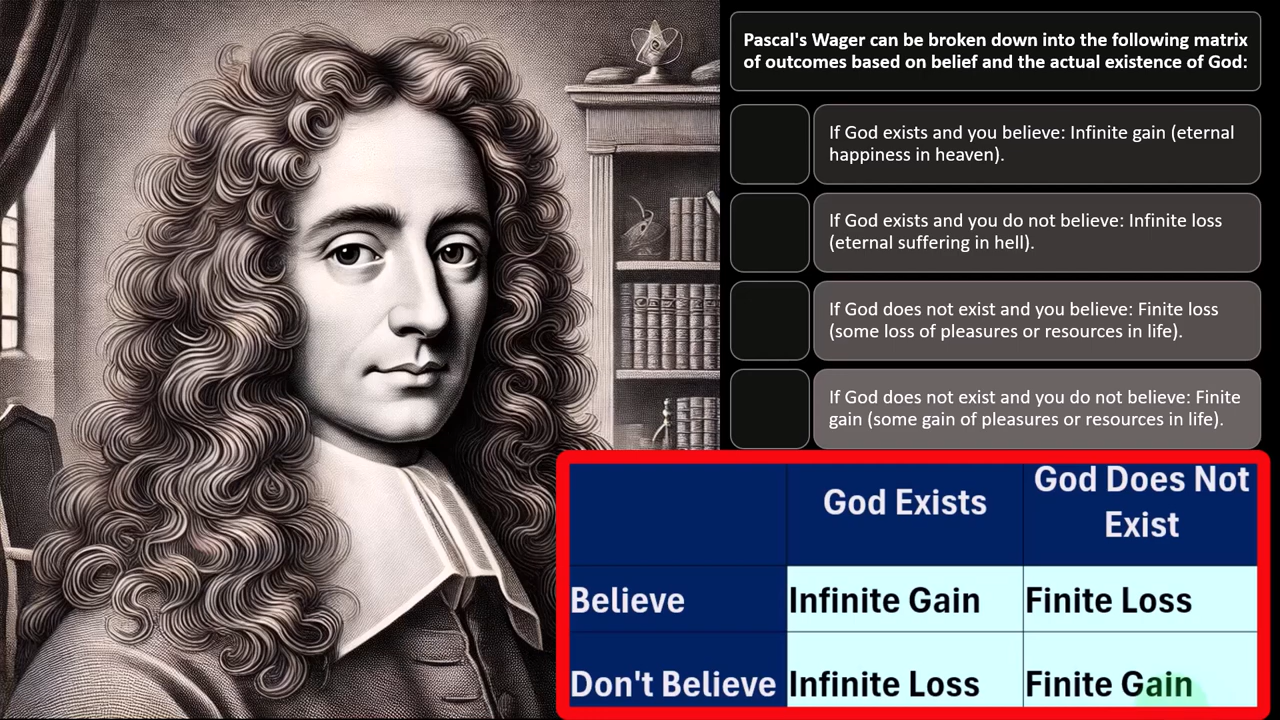 Pascal's Wager can be broken down into the following matrix
of outcomes based on belief and the actual existence of God:
If God exists and you believe: Infinite gain (eternal
happiness in heaven).
If God exists and you do not believe: Infinite loss
(eternal suffering in hell).
If God does not exist and you believe: Finite loss
(some loss of pleasures or resources in life).
If God does not exist and you do not believe: Finite
gain (some gain of pleasures or resources in life).
God Exists
God Does Not
Exist
Believe
Infinite Gain
Finite Loss
Don't Believe
Infinite Loss
Finite Gain